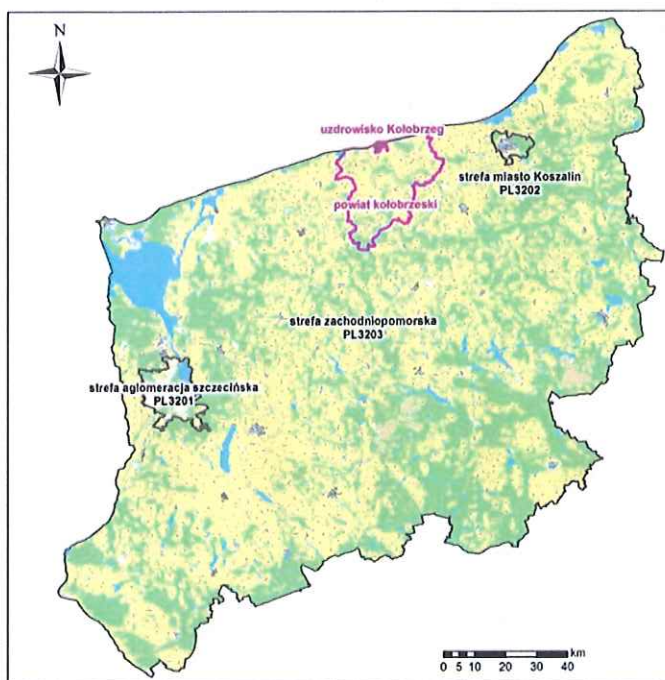 N
uzdrowisko Kołobrzeg
strefa miasto Koszalin
PL3202
powiat kołobrzeski
strefa zachodniopomorska
PL3203
strefa aglomeracja szczecińska
PL3201
km
0 5 10 20 30 40